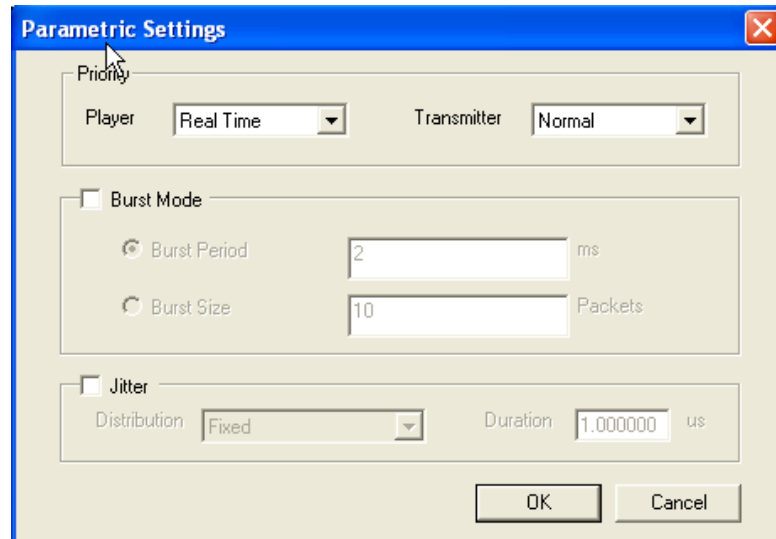 Parametric Settings
Priority
Player Real Time Transmitter Normal
Burst Mode
Burst Period 2 ms
Burst Size 10 Packets
Jitter
Distribution Fixed Duration 1.000000 us
OK Cancel